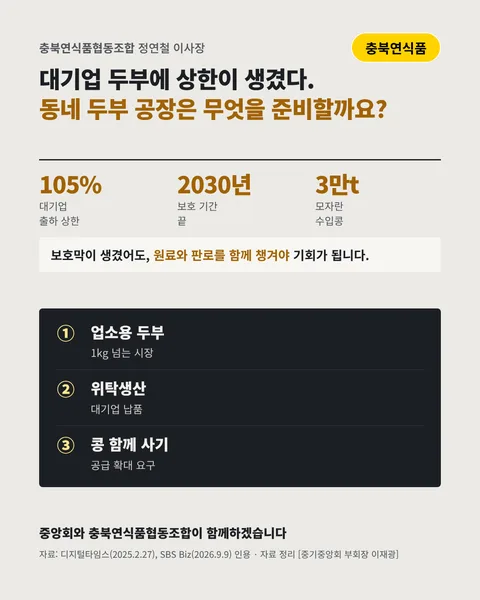 충북연식품협동조합 정연철 이사장
충북연식품
대기업 두부에 상한이 생겼다.
동네 두부 공장은 무엇을 준비할까요?
105%
대기업
출하 상한
2030년
보호 기간
끝
3만t
모자란
수입콩
보호막이 생겼어도, 원료와 판로를 함께 챙겨야 기회가 됩니다.
1 업소용 두부
1kg 넘는 시장
2 위탁생산
대기업 납품
3 콩 함께 사기
공급 확대 요구
중앙회와 충북연식품협동조합이 함께하겠습니다
자료: 디지털타임스(2025.2.27), SBS Biz(2026.9.9) 인용 · 자료 정리 [중기중앙회 부회장 이재광]